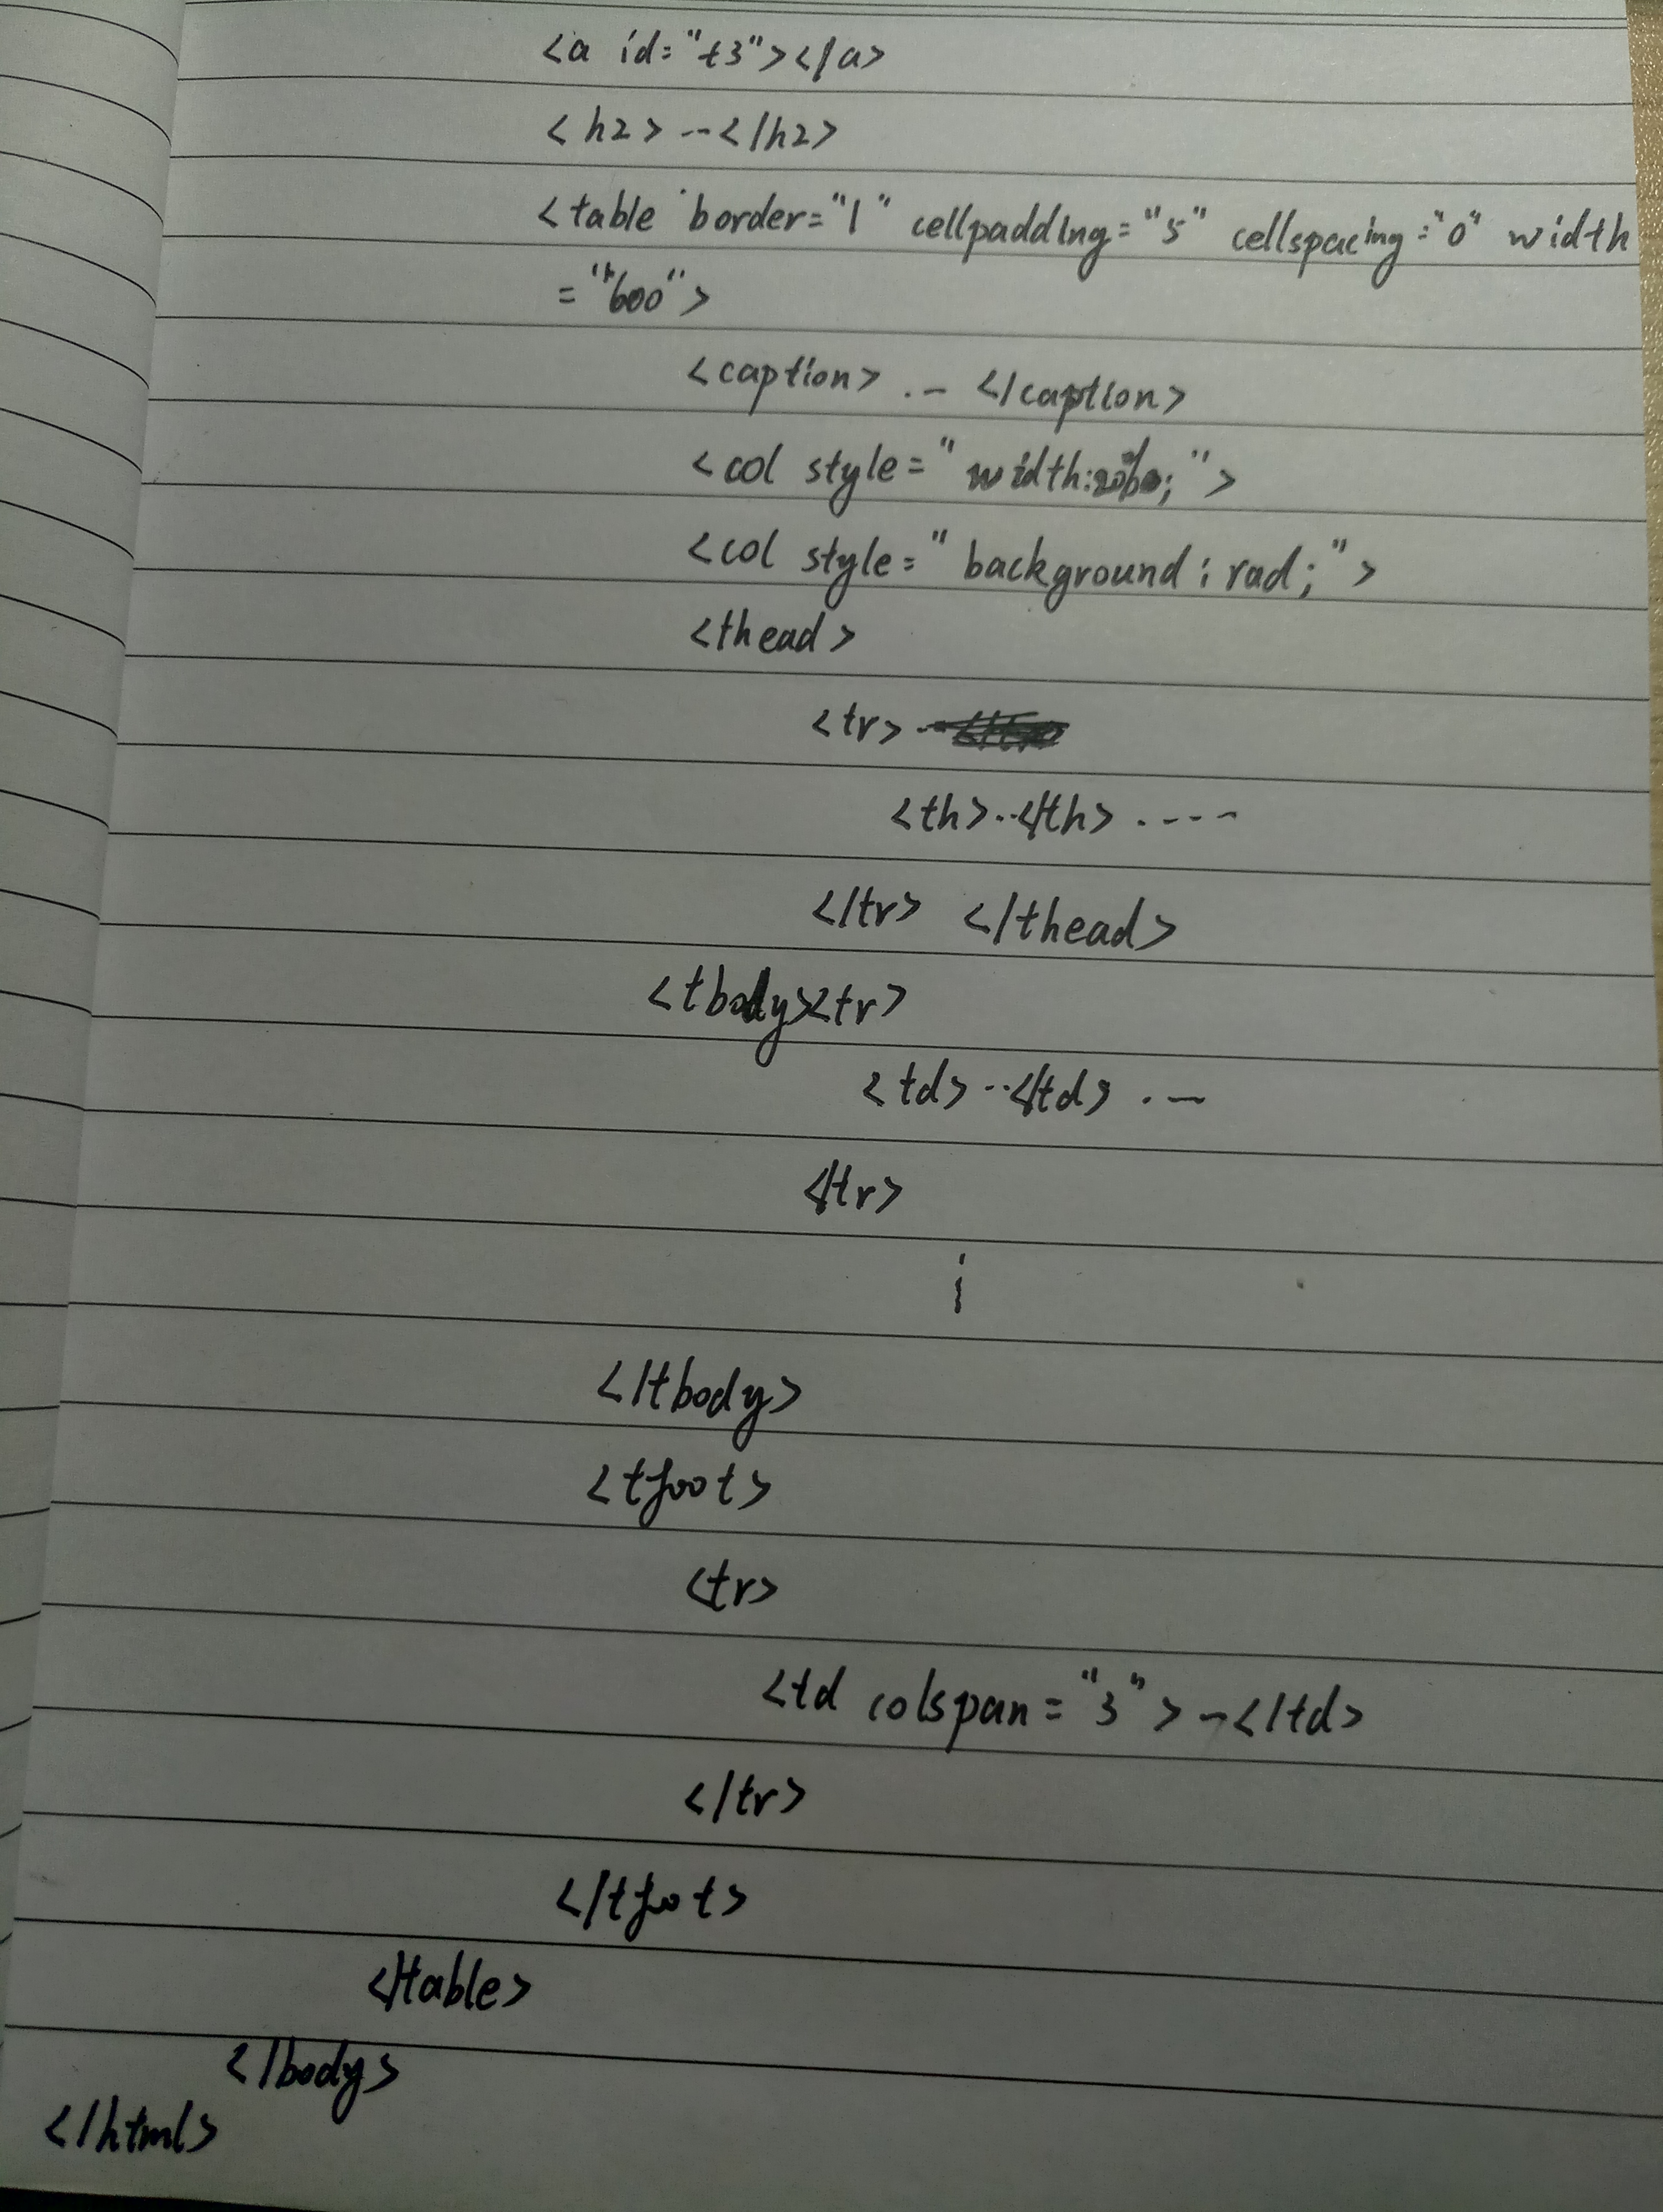 <a id="t3"></a>
<h2> -- </h2>
<table border="1" cellpadding="5" cellspacing="0" width
="600">
<caption> .- </caption>
<col style="width:20%;">
<col style="background: rad;">
<thead>
<tr>
<th>..</th> ----
</tr> </thead>
<tbody><tr>
<td>..</td> .-
</tr>
⋮
</tbody>
<tfoot>
<tr>
<td colspan="3"> - </td>
</tr>
</tfoot>
</table>
</body>
</html>